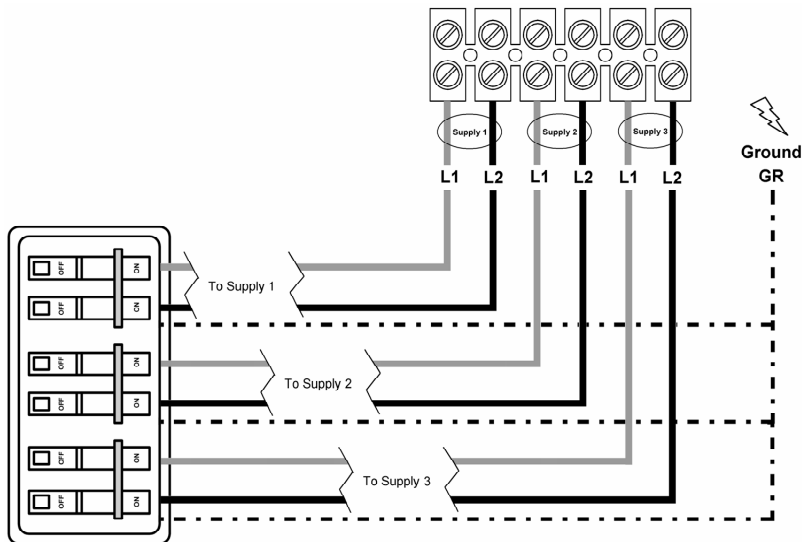 Supply 1 Supply 2 Supply 3
Ground
GR
L1 L2 L1 L2 L1 L2
OFF ON
To Supply 1
OFF ON
OFF ON
To Supply 2
OFF ON
OFF ON
To Supply 3
OFF ON